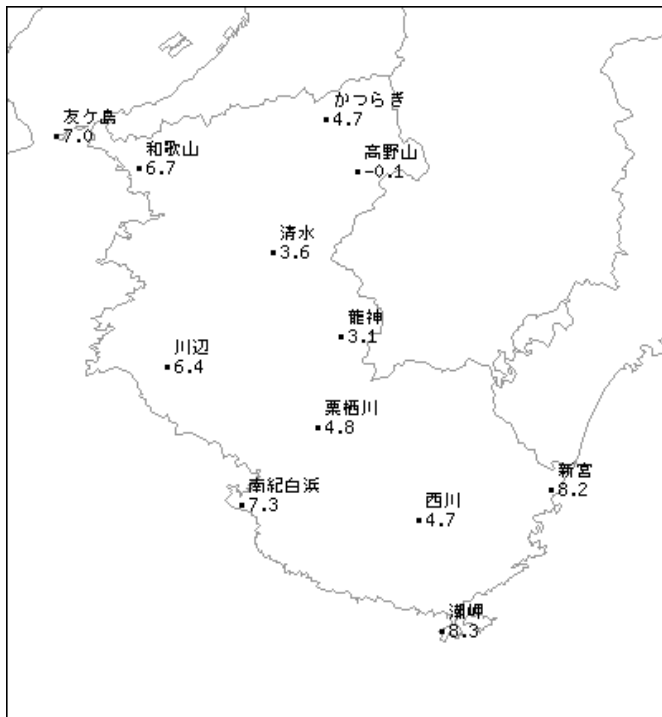 かつらぎ
4.7
友ケ島
7.0
和歌山
6.7
高野山
-0.1
清水
3.6
龍神
3.1
川辺
6.4
栗栖川
4.8
新宮
8.2
南紀白浜
7.3
西川
4.7
潮岬
8.3